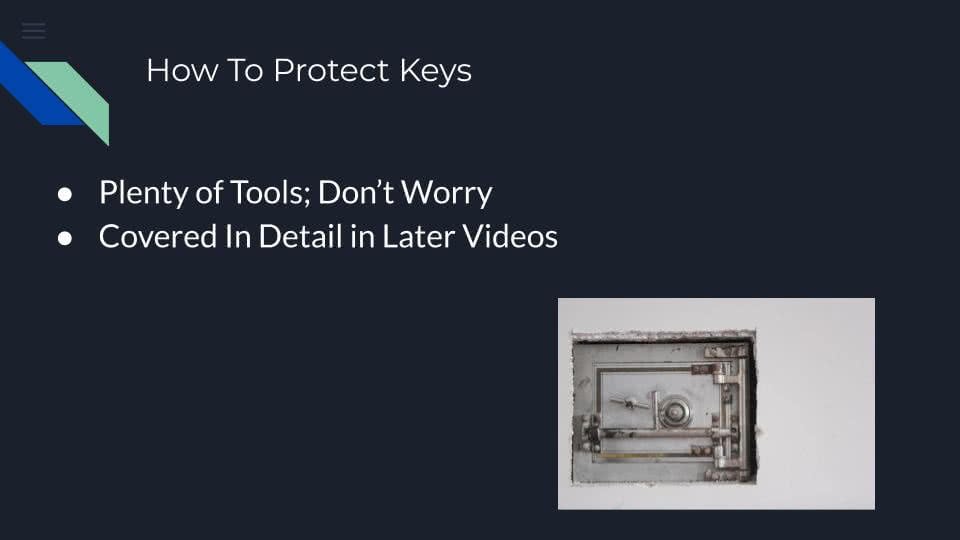 How To Protect Keys
● Plenty of Tools; Don’t Worry
● Covered In Detail in Later Videos